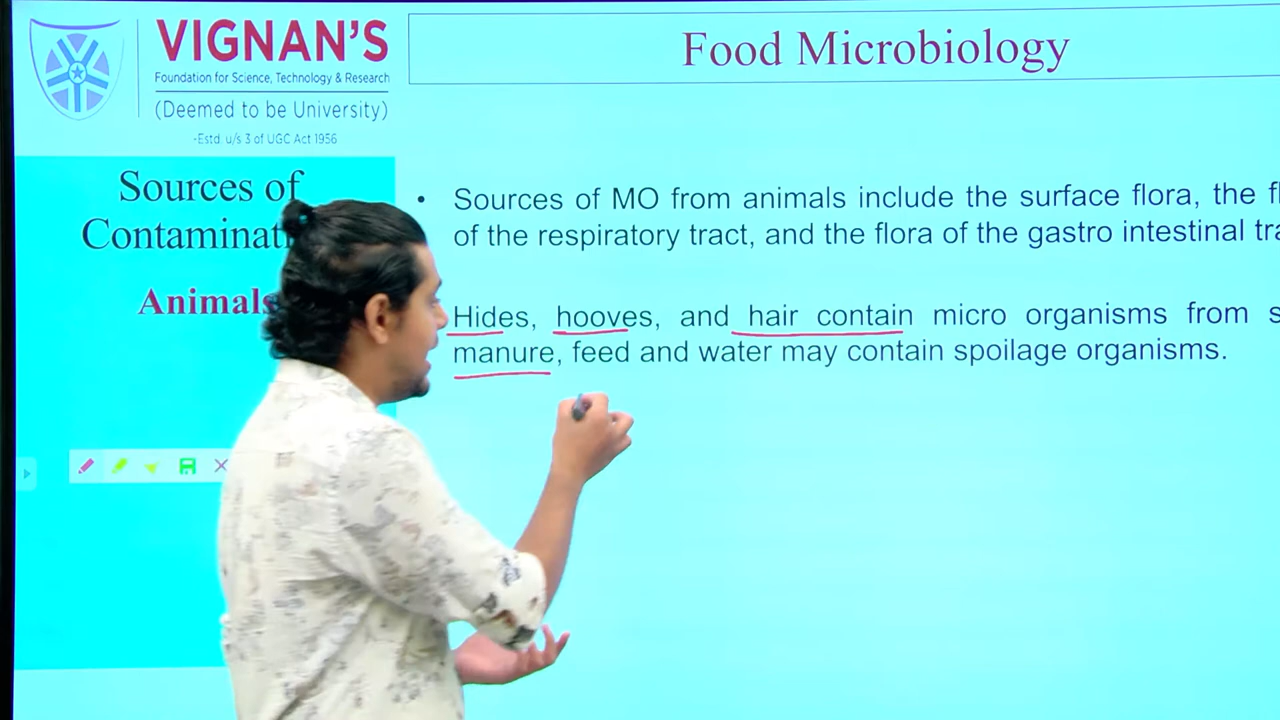 VIGNAN'S
Foundation for Science, Technology & Research
(Deemed to be University)
-Estd. u/s 3 of UGC Act 1956
Food Microbiology
Sources of
Contaminati
Animals
• Sources of MO from animals include the surface flora, the fl
of the respiratory tract, and the flora of the gastro intestinal tra
Hides, hooves, and hair contain micro organisms from s
manure, feed and water may contain spoilage organisms.